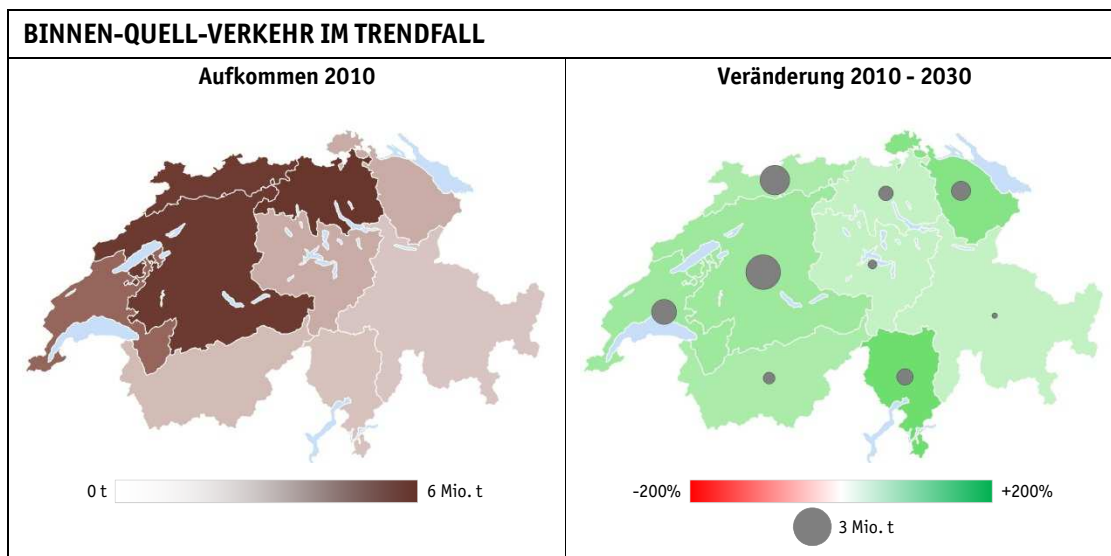 BINNEN-QUELL-VERKEHR IM TRENDFALL
Aufkommen 2010
Veränderung 2010 - 2030
0 t
6 Mio. t
-200%
+200%
3 Mio. t